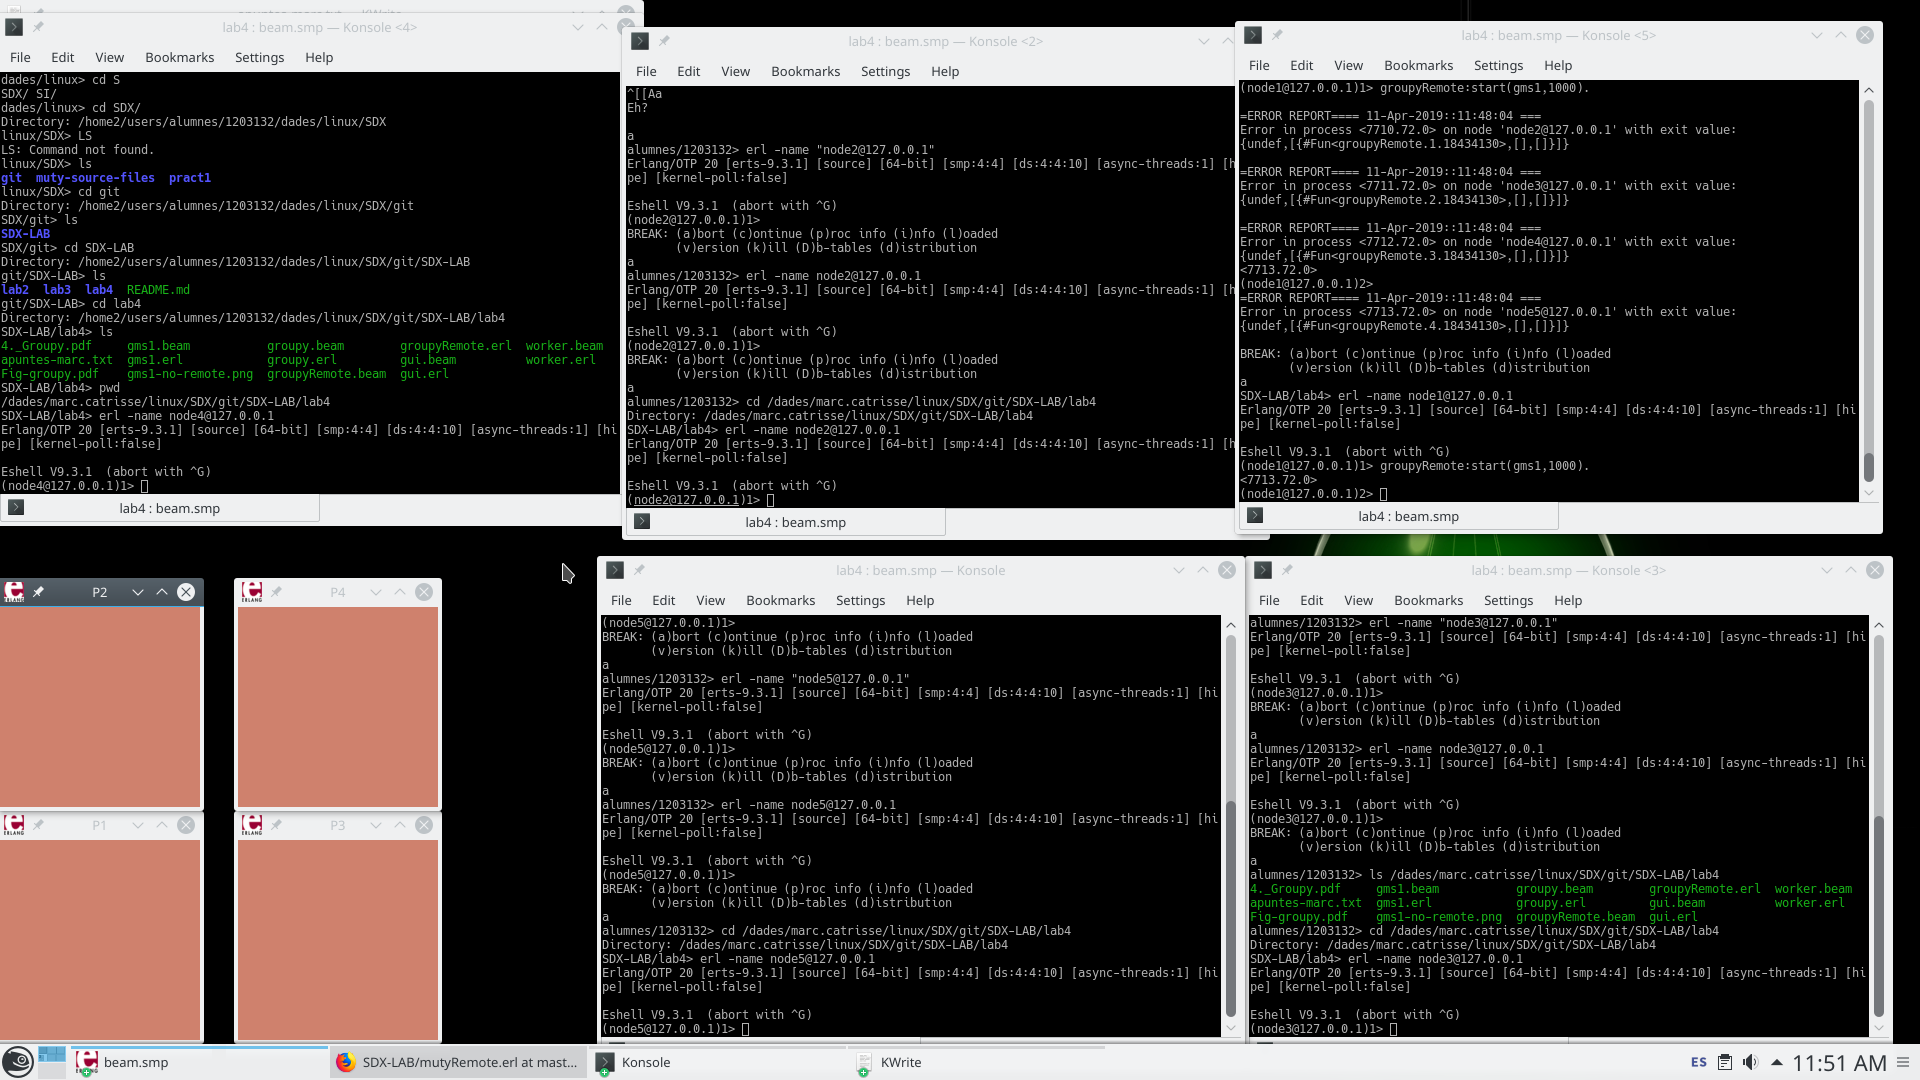 lab4 : beam.smp — Konsole <4>
File Edit View Bookmarks Settings Help
dades/linux> cd S
SDX/ SI/
dades/linux> cd SDX/
Directory: /home2/users/alumnes/1203132/dades/linux/SDX
linux/SDX> LS
LS: Command not found.
linux/SDX> ls
git muty-source-files pract1
linux/SDX> cd git
Directory: /home2/users/alumnes/1203132/dades/linux/SDX/git
SDX/git> ls
SDX-LAB
SDX/git> cd SDX-LAB
Directory: /home2/users/alumnes/1203132/dades/linux/SDX/git/SDX-LAB
git/SDX-LAB> ls
lab2 lab3 lab4 README.md
git/SDX-LAB> cd lab4
Directory: /home2/users/alumnes/1203132/dades/linux/SDX/git/SDX-LAB/lab4
SDX-LAB/lab4> ls
4._Groupy.pdf gms1.beam groupy.beam groupyRemote.erl worker.beam
apuntes-marc.txt gms1.erl groupy.erl gui.beam worker.erl
Fig-groupy.pdf gms1-no-remote.png groupyRemote.beam gui.erl
SDX-LAB/lab4> pwd
/dades/marc.catrisse/linux/SDX/git/SDX-LAB/lab4
SDX-LAB/lab4> erl -name node4@127.0.0.1
Erlang/OTP 20 [erts-9.3.1] [source] [64-bit] [smp:4:4] [ds:4:4:10] [async-threads:1] [hi
pe] [kernel-poll:false]
Eshell V9.3.1 (abort with ^G)
(node4@127.0.0.1)1>
lab4 : beam.smp
lab4 : beam.smp — Konsole <2>
File Edit View Bookmarks Settings Help
^[[Aa
Eh?
a
alumnes/1203132> erl -name "node2@127.0.0.1"
Erlang/OTP 20 [erts-9.3.1] [source] [64-bit] [smp:4:4] [ds:4:4:10] [async-threads:1] [h
pe] [kernel-poll:false]
Eshell V9.3.1 (abort with ^G)
(node2@127.0.0.1)1>
BREAK: (a)bort (c)ontinue (p)roc info (i)nfo (l)oaded
(v)ersion (k)ill (D)b-tables (d)istribution
a
alumnes/1203132> erl -name node2@127.0.0.1
Erlang/OTP 20 [erts-9.3.1] [source] [64-bit] [smp:4:4] [ds:4:4:10] [async-threads:1] [h
pe] [kernel-poll:false]
Eshell V9.3.1 (abort with ^G)
(node2@127.0.0.1)1>
BREAK: (a)bort (c)ontinue (p)roc info (i)nfo (l)oaded
(v)ersion (k)ill (D)b-tables (d)istribution
a
alumnes/1203132> cd /dades/marc.catrisse/linux/SDX/git/SDX-LAB/lab4
Directory: /dades/marc.catrisse/linux/SDX/git/SDX-LAB/lab4
SDX-LAB/lab4> erl -name node2@127.0.0.1
Erlang/OTP 20 [erts-9.3.1] [source] [64-bit] [smp:4:4] [ds:4:4:10] [async-threads:1] [h
pe] [kernel-poll:false]
Eshell V9.3.1 (abort with ^G)
(node2@127.0.0.1)1>
lab4 : beam.smp
lab4 : beam.smp — Konsole <5>
File Edit View Bookmarks Settings Help
(node1@127.0.0.1)1> groupyRemote:start(gms1,1000).
=ERROR REPORT==== 11-Apr-2019::11:48:04 ===
Error in process <7710.72.0> on node 'node2@127.0.0.1' with exit value:
{undef,[{#Fun<groupyRemote.1.18434130>,[],[]}]}
=ERROR REPORT==== 11-Apr-2019::11:48:04 ===
Error in process <7711.72.0> on node 'node3@127.0.0.1' with exit value:
{undef,[{#Fun<groupyRemote.2.18434130>,[],[]}]}
=ERROR REPORT==== 11-Apr-2019::11:48:04 ===
Error in process <7712.72.0> on node 'node4@127.0.0.1' with exit value:
{undef,[{#Fun<groupyRemote.3.18434130>,[],[]}]}
<7713.72.0>
(node1@127.0.0.1)2>
=ERROR REPORT==== 11-Apr-2019::11:48:04 ===
Error in process <7713.72.0> on node 'node5@127.0.0.1' with exit value:
{undef,[{#Fun<groupyRemote.4.18434130>,[],[]}]}
BREAK: (a)bort (c)ontinue (p)roc info (i)nfo (l)oaded
(v)ersion (k)ill (D)b-tables (d)istribution
a
SDX-LAB/lab4> erl -name node1@127.0.0.1
Erlang/OTP 20 [erts-9.3.1] [source] [64-bit] [smp:4:4] [ds:4:4:10] [async-threads:1] [hi
pe] [kernel-poll:false]
Eshell V9.3.1 (abort with ^G)
(node1@127.0.0.1)1> groupyRemote:start(gms1,1000).
<7713.72.0>
(node1@127.0.0.1)2>
lab4 : beam.smp
P2
P4
P1
P3
lab4 : beam.smp — Konsole
File Edit View Bookmarks Settings Help
(node5@127.0.0.1)1>
BREAK: (a)bort (c)ontinue (p)roc info (i)nfo (l)oaded
(v)ersion (k)ill (D)b-tables (d)istribution
a
alumnes/1203132> erl -name "node5@127.0.0.1"
Erlang/OTP 20 [erts-9.3.1] [source] [64-bit] [smp:4:4] [ds:4:4:10] [async-threads:1] [hi
pe] [kernel-poll:false]
Eshell V9.3.1 (abort with ^G)
(node5@127.0.0.1)1>
BREAK: (a)bort (c)ontinue (p)roc info (i)nfo (l)oaded
(v)ersion (k)ill (D)b-tables (d)istribution
a
alumnes/1203132> erl -name node5@127.0.0.1
Erlang/OTP 20 [erts-9.3.1] [source] [64-bit] [smp:4:4] [ds:4:4:10] [async-threads:1] [hi
pe] [kernel-poll:false]
Eshell V9.3.1 (abort with ^G)
(node5@127.0.0.1)1>
BREAK: (a)bort (c)ontinue (p)roc info (i)nfo (l)oaded
(v)ersion (k)ill (D)b-tables (d)istribution
a
alumnes/1203132> cd /dades/marc.catrisse/linux/SDX/git/SDX-LAB/lab4
Directory: /dades/marc.catrisse/linux/SDX/git/SDX-LAB/lab4
SDX-LAB/lab4> erl -name node5@127.0.0.1
Erlang/OTP 20 [erts-9.3.1] [source] [64-bit] [smp:4:4] [ds:4:4:10] [async-threads:1] [hi
pe] [kernel-poll:false]
Eshell V9.3.1 (abort with ^G)
(node5@127.0.0.1)1>
lab4 : beam.smp — Konsole <3>
File Edit View Bookmarks Settings Help
alumnes/1203132> erl -name "node3@127.0.0.1"
Erlang/OTP 20 [erts-9.3.1] [source] [64-bit] [smp:4:4] [ds:4:4:10] [async-threads:1] [hi
pe] [kernel-poll:false]
Eshell V9.3.1 (abort with ^G)
(node3@127.0.0.1)1>
BREAK: (a)bort (c)ontinue (p)roc info (i)nfo (l)oaded
(v)ersion (k)ill (D)b-tables (d)istribution
a
alumnes/1203132> erl -name node3@127.0.0.1
Erlang/OTP 20 [erts-9.3.1] [source] [64-bit] [smp:4:4] [ds:4:4:10] [async-threads:1] [hi
pe] [kernel-poll:false]
Eshell V9.3.1 (abort with ^G)
(node3@127.0.0.1)1>
BREAK: (a)bort (c)ontinue (p)roc info (i)nfo (l)oaded
(v)ersion (k)ill (D)b-tables (d)istribution
a
alumnes/1203132> ls /dades/marc.catrisse/linux/SDX/git/SDX-LAB/lab4
4._Groupy.pdf gms1.beam groupy.beam groupyRemote.erl worker.beam
apuntes-marc.txt gms1.erl groupy.erl gui.beam worker.erl
Fig-groupy.pdf gms1-no-remote.png groupyRemote.beam gui.erl
alumnes/1203132> cd /dades/marc.catrisse/linux/SDX/git/SDX-LAB/lab4
Directory: /dades/marc.catrisse/linux/SDX/git/SDX-LAB/lab4
SDX-LAB/lab4> erl -name node3@127.0.0.1
Erlang/OTP 20 [erts-9.3.1] [source] [64-bit] [smp:4:4] [ds:4:4:10] [async-threads:1] [hi
pe] [kernel-poll:false]
Eshell V9.3.1 (abort with ^G)
(node3@127.0.0.1)1>
beam.smp
SDX-LAB/mutyRemote.erl at mast...
Konsole
KWrite
ES
11:51 AM